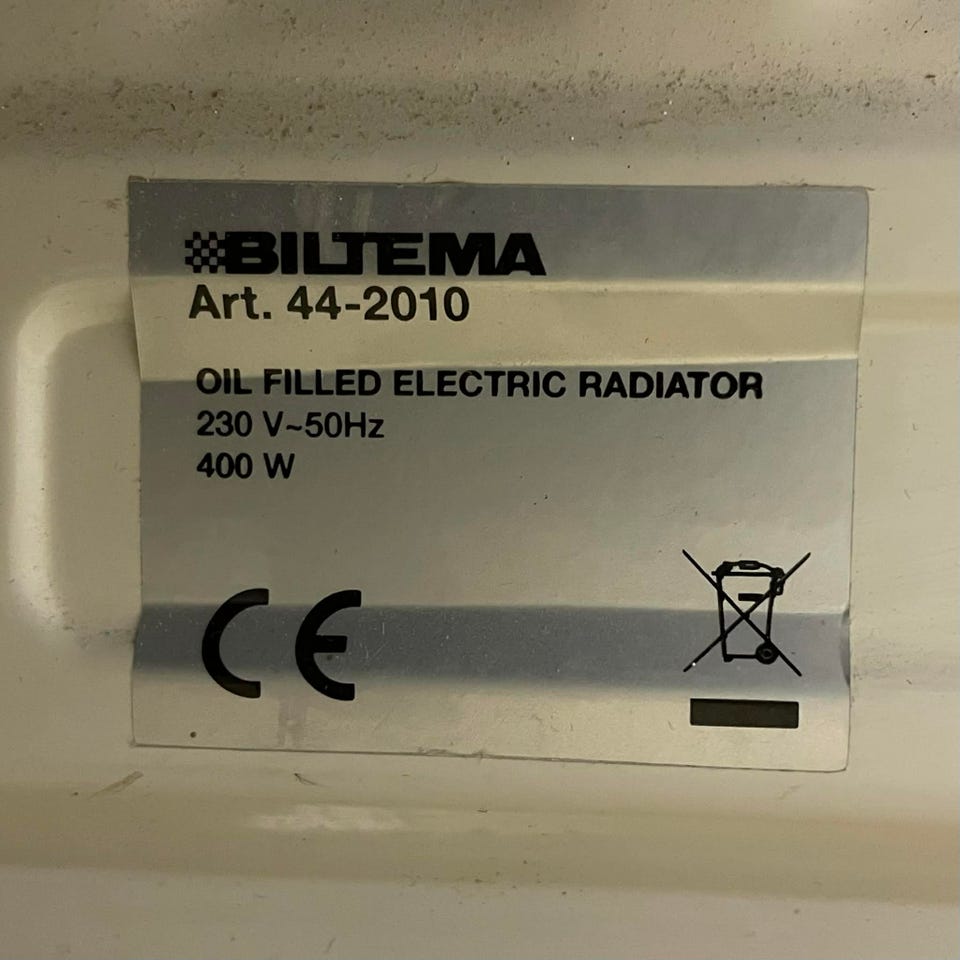 BILTEMA
Art. 44-2010
OIL FILLED ELECTRIC RADIATOR
230 V~50Hz
400 W
CE